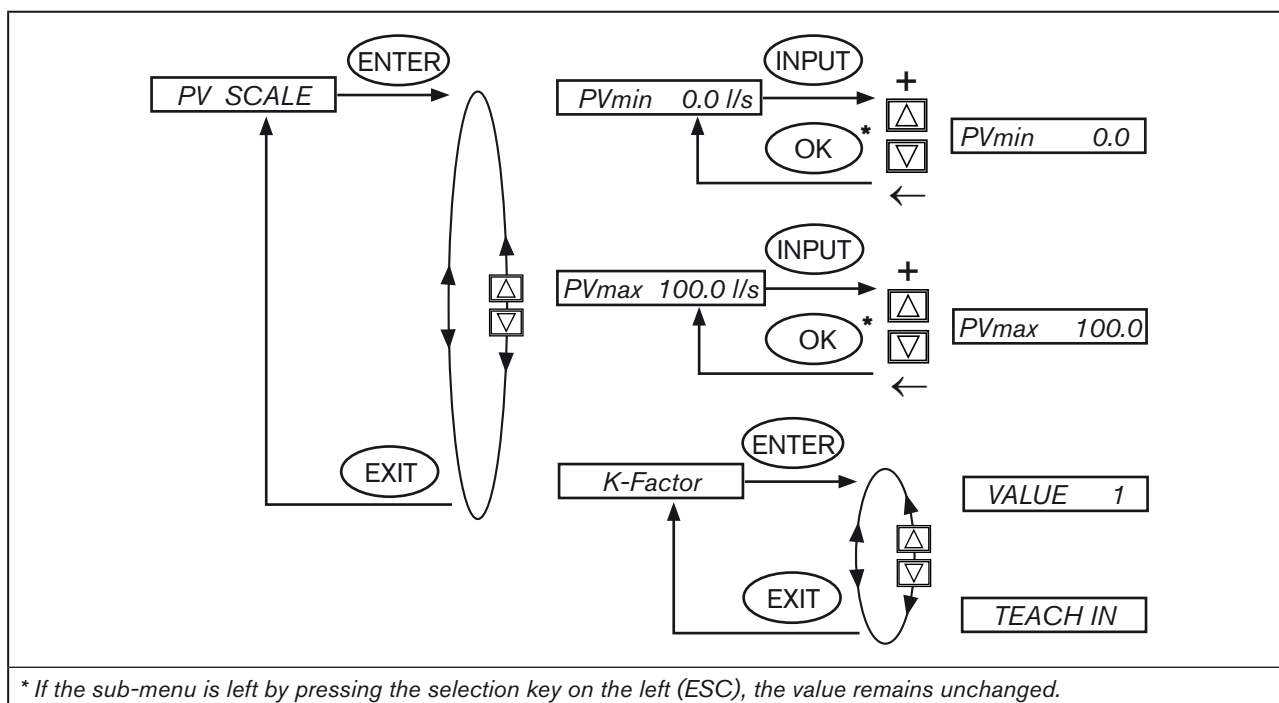 ENTER
PV SCALE
EXIT
INPUT
PVmin 0.0 l/s
+
OK *
←
PVmin 0.0
INPUT
PVmax 100.0 l/s
+
OK *
←
PVmax 100.0
ENTER
K-Factor
EXIT
VALUE 1
TEACH IN
* If the sub-menu is left by pressing the selection key on the left (ESC), the value remains unchanged.